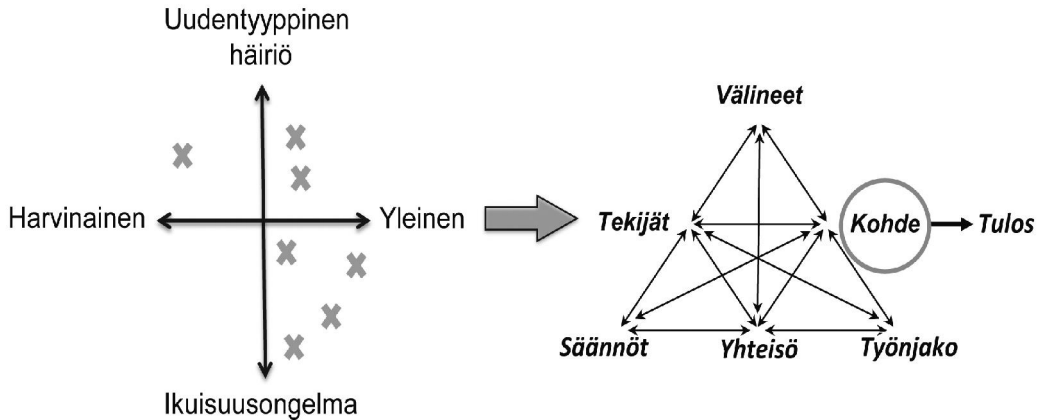 Uudentyyppinen
häiriö
Harvinainen
Yleinen
Ikuisuusongelma
Välineet
Tekijät
Kohde
Tulos
Säännöt
Yhteisö
Työnjako